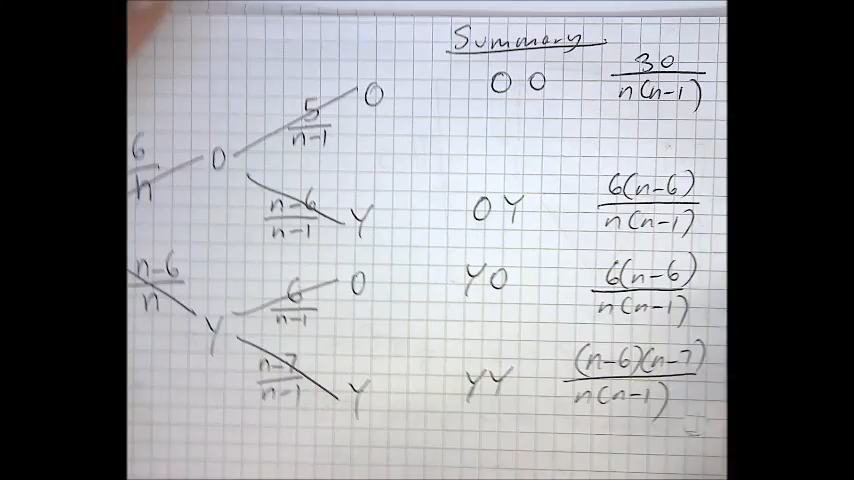 Summary
O O 30/n(n-1)
5/n-1 O
6/n O
n-6/n-1 Y
O Y 6(n-6)/n(n-1)
n-6/n Y
6/n-1 O
Y O 6(n-6)/n(n-1)
n-7/n-1 Y
Y Y (n-6)(n-7)/n(n-1)
=